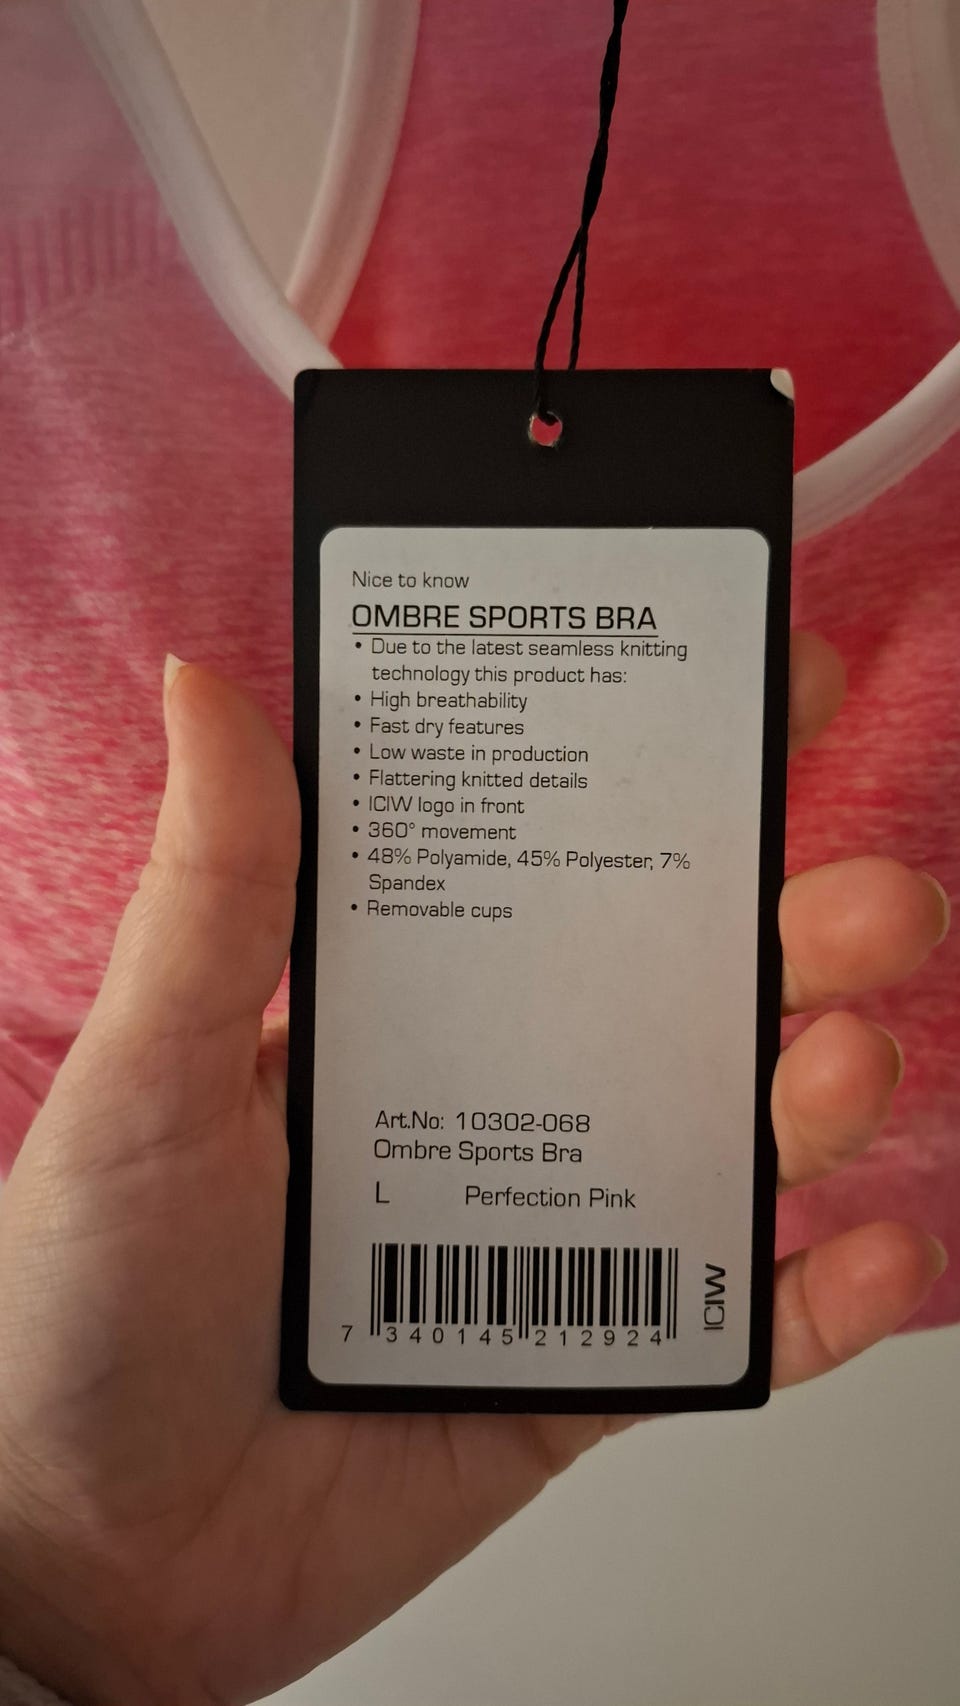 Nice to know
OMBRE SPORTS BRA
• Due to the latest seamless knitting
technology this product has:
• High breathability
• Fast dry features
• Low waste in production
• Flattering knitted details
• ICIW logo in front
• 360° movement
• 48% Polyamide, 45% Polyester, 7%
Spandex
• Removable cups
Art.No: 10302-068
Ombre Sports Bra
L Perfection Pink
7 340145 212924
ICIW